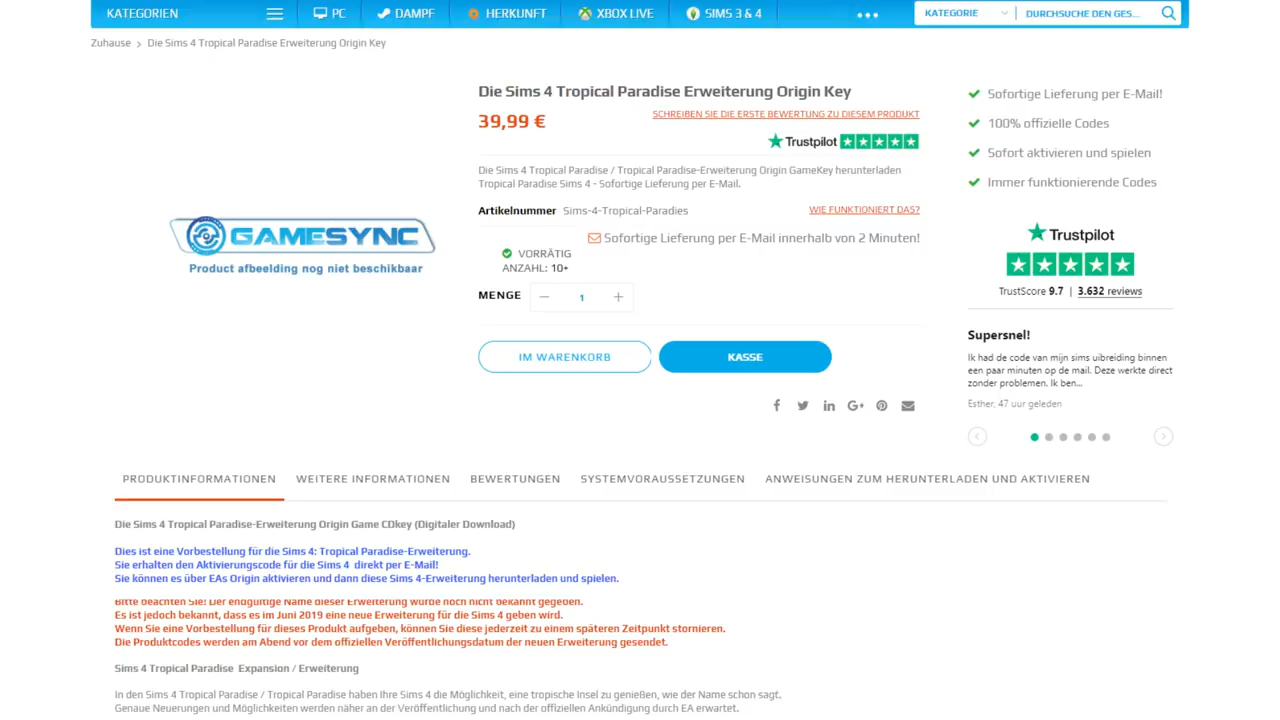 KATEGORIEN
PC
DAMPF
HERKUNFT
XBOX LIVE
SIMS 3 & 4
KATEGORIE
DURCHSUCHE DEN GES...
Zuhause > Die Sims 4 Tropical Paradise Erweiterung Origin Key
GAMESYNC
Product afbeelding nog niet beschikbaar
Die Sims 4 Tropical Paradise Erweiterung Origin Key
39,99 €
SCHREIBEN SIE DIE ERSTE BEWERTUNG ZU DIESEM PRODUKT
Trustpilot
Die Sims 4 Tropical Paradise / Tropical Paradise-Erweiterung Origin GameKey herunterladen
Tropical Paradise Sims 4 - Sofortige Lieferung per E-Mail.
Artikelnummer Sims-4-Tropical-Paradies
WIE FUNKTIONIERT DAS?
Sofortige Lieferung per E-Mail innerhalb von 2 Minuten!
VORRÄTIG
ANZAHL: 10+
MENGE
1
IM WARENKORB
KASSE
Sofortige Lieferung per E-Mail!
100% offizielle Codes
Sofort aktivieren und spielen
Immer funktionierende Codes
Trustpilot
TrustScore 9.7 | 3.632 reviews
Supersnel!
Ik had de code van mijn sims uibreiding binnen
een paar minuten op de mail. Deze werkte direct
zonder problemen. Ik ben...
Esther, 47 uur geleden
PRODUKTINFORMATIONEN
WEITERE INFORMATIONEN
BEWERTUNGEN
SYSTEMVORAUSSETZUNGEN
ANWEISUNGEN ZUM HERUNTERLADEN UND AKTIVIEREN
Die Sims 4 Tropical Paradise-Erweiterung Origin Game CDkey (Digitaler Download)
Dies ist eine Vorbestellung für die Sims 4: Tropical Paradise-Erweiterung.
Sie erhalten den Aktivierungscode für die Sims 4 direkt per E-Mail!
Sie können es über EAs Origin aktivieren und dann diese Sims 4-Erweiterung herunterladen und spielen.
Bitte beachten Sie! Der endgültige Name dieser Erweiterung wurde noch nicht bekannt gegeben.
Es ist jedoch bekannt, dass es im Juni 2019 eine neue Erweiterung für die Sims 4 geben wird.
Wenn Sie eine Vorbestellung für dieses Produkt aufgeben, können Sie diese jederzeit zu einem späteren Zeitpunkt stornieren.
Die Produktcodes werden am Abend vor dem offiziellen Veröffentlichungsdatum der neuen Erweiterung gesendet.
Sims 4 Tropical Paradise Expansion / Erweiterung
In den Sims 4 Tropical Paradise / Tropical Paradise haben Ihre Sims 4 die Möglichkeit, eine tropische Insel zu genießen, wie der Name schon sagt.
Genaue Neuerungen und Möglichkeiten werden näher an der Veröffentlichung und nach der offiziellen Ankündigung durch EA erwartet.